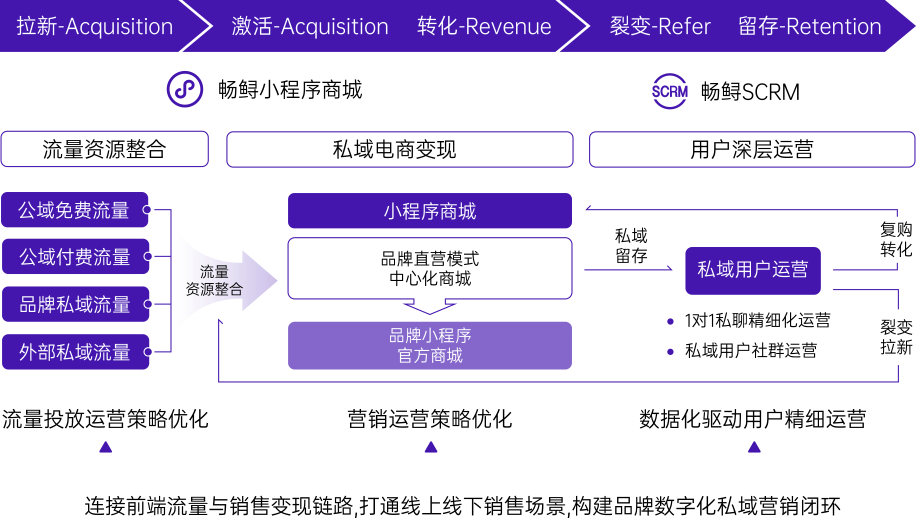 拉新-Acquisition 激活-Acquisition 转化-Revenue 裂变-Refer 留存-Retention
畅鲟小程序商城
SCRM 畅鲟SCRM
流量资源整合
私域电商变现
用户深层运营
公域免费流量
公域付费流量
品牌私域流量
外部私域流量
流量
资源整合
小程序商城
品牌直营模式
中心化商城
品牌小程序
官方商城
私域
留存
私域用户运营
1对1私聊精细化运营
私域用户社群运营
复购
转化
裂变
拉新
流量投放运营策略优化
营销运营策略优化
数据化驱动用户精细运营
连接前端流量与销售变现链路,打通线上线下销售场景,构建品牌数字化私域营销闭环